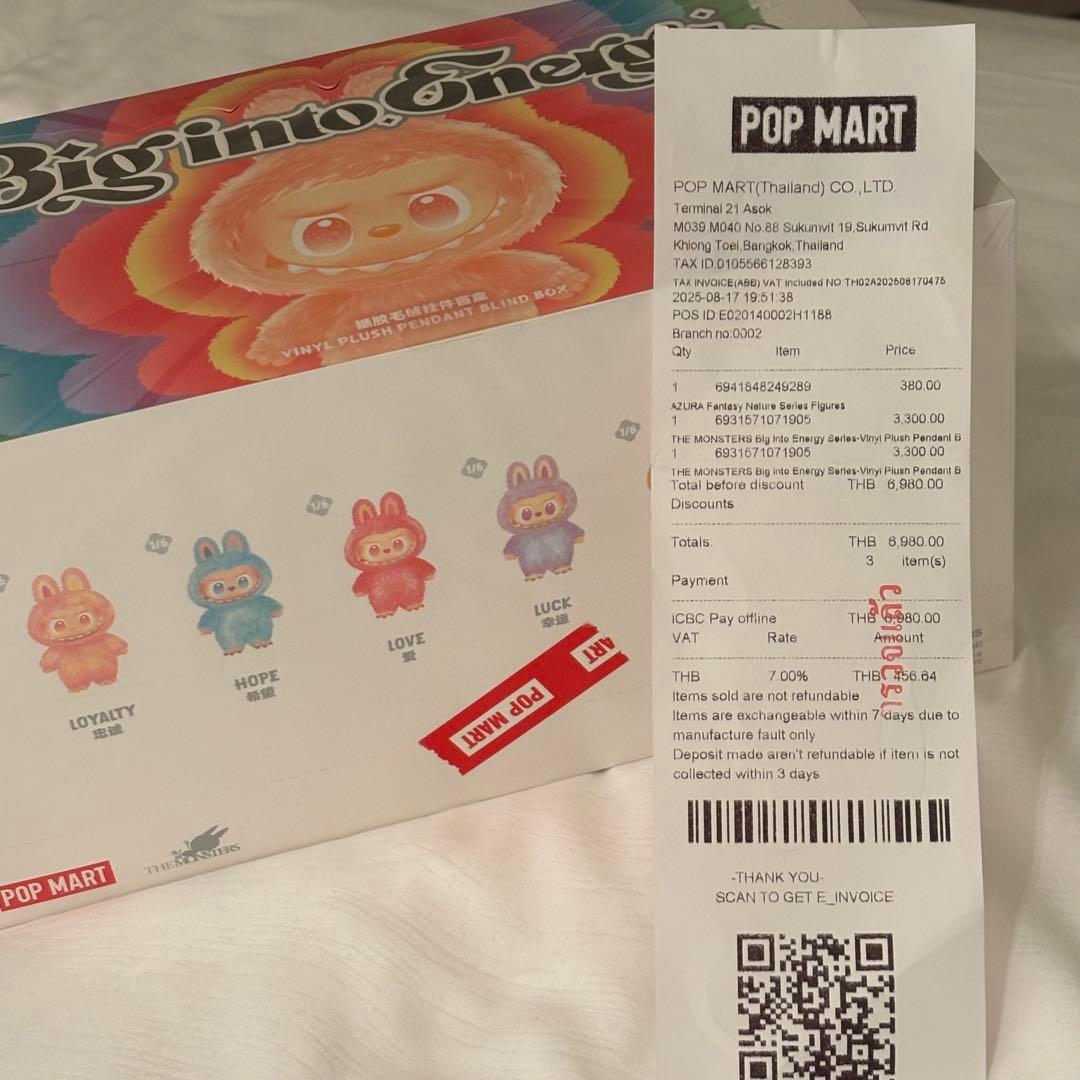 Big into Energ
糖胶毛绒挂件盲盒
VINYL PLUSH PENDANT BLIND BOX
1/6
1/6
1/6
1/6
LOYALTY
忠诚
HOPE
希望
LOVE
爱
LUCK
幸运
POP MART
ART
POP MART
THE MONSTERS
POP MART
POP MART(Thailand) CO.,LTD
Terminal 21 Asok
M039,M040 No.88 Sukumvit 19,Sukumvit Rd
Khlong Toei,Bangkok,Thailand
TAX ID.0105566128393
TAX INVOICE(ABB) VAT Included NO:TH02A202508170475
2025-08-17 19:51:38
POS ID:E020140002H1188
Branch no:0002
Qty Item Price
1 6941848249289 380.00
AZURA Fantasy Nature Series Figures
1 6931571071905 3,300.00
THE MONSTERS Big Into Energy Series-Vinyl Plush Pendant B
1 6931571071905 3,300.00
THE MONSTERS Big Into Energy Series-Vinyl Plush Pendant B
Total before discount THB 6,980.00
Discounts
Totals: THB 6,980.00
3 item(s)
Payment
ICBC Pay offline THB 6,980.00
VAT Rate Amount
THB 7.00% THB 456.64
Items sold are not refundable
Items are exchangeable within 7 days due to
manufacture fault only
Deposit made aren't refundable if item is not
collected within 3 days
-THANK YOU-
SCAN TO GET E_INVOICE